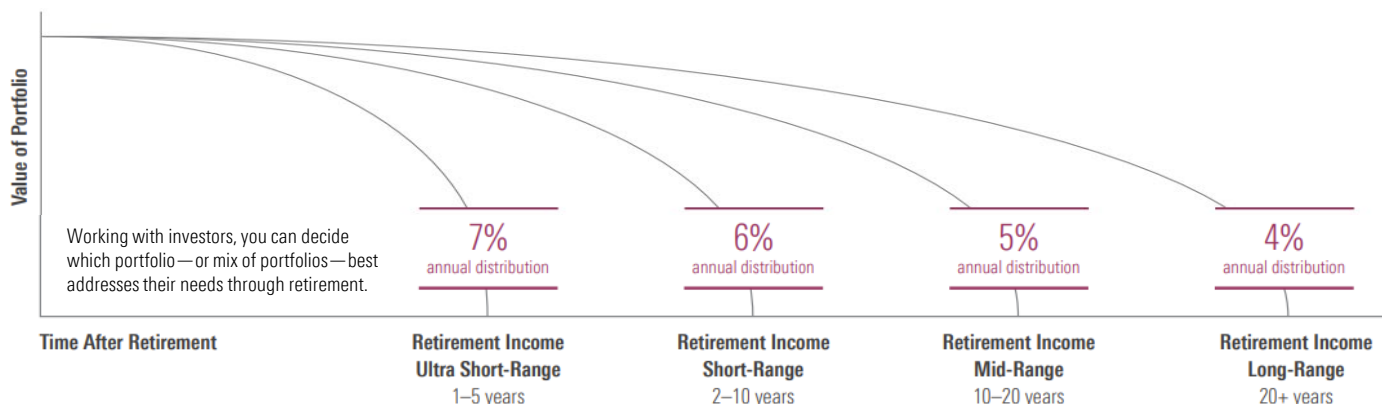 Value of Portfolio
Working with investors, you can decide
which portfolio—or mix of portfolios—best
addresses their needs through retirement.
7%
annual distribution
6%
annual distribution
5%
annual distribution
4%
annual distribution
Time After Retirement
Retirement Income
Ultra Short-Range
1–5 years
Retirement Income
Short-Range
2–10 years
Retirement Income
Mid-Range
10–20 years
Retirement Income
Long-Range
20+ years